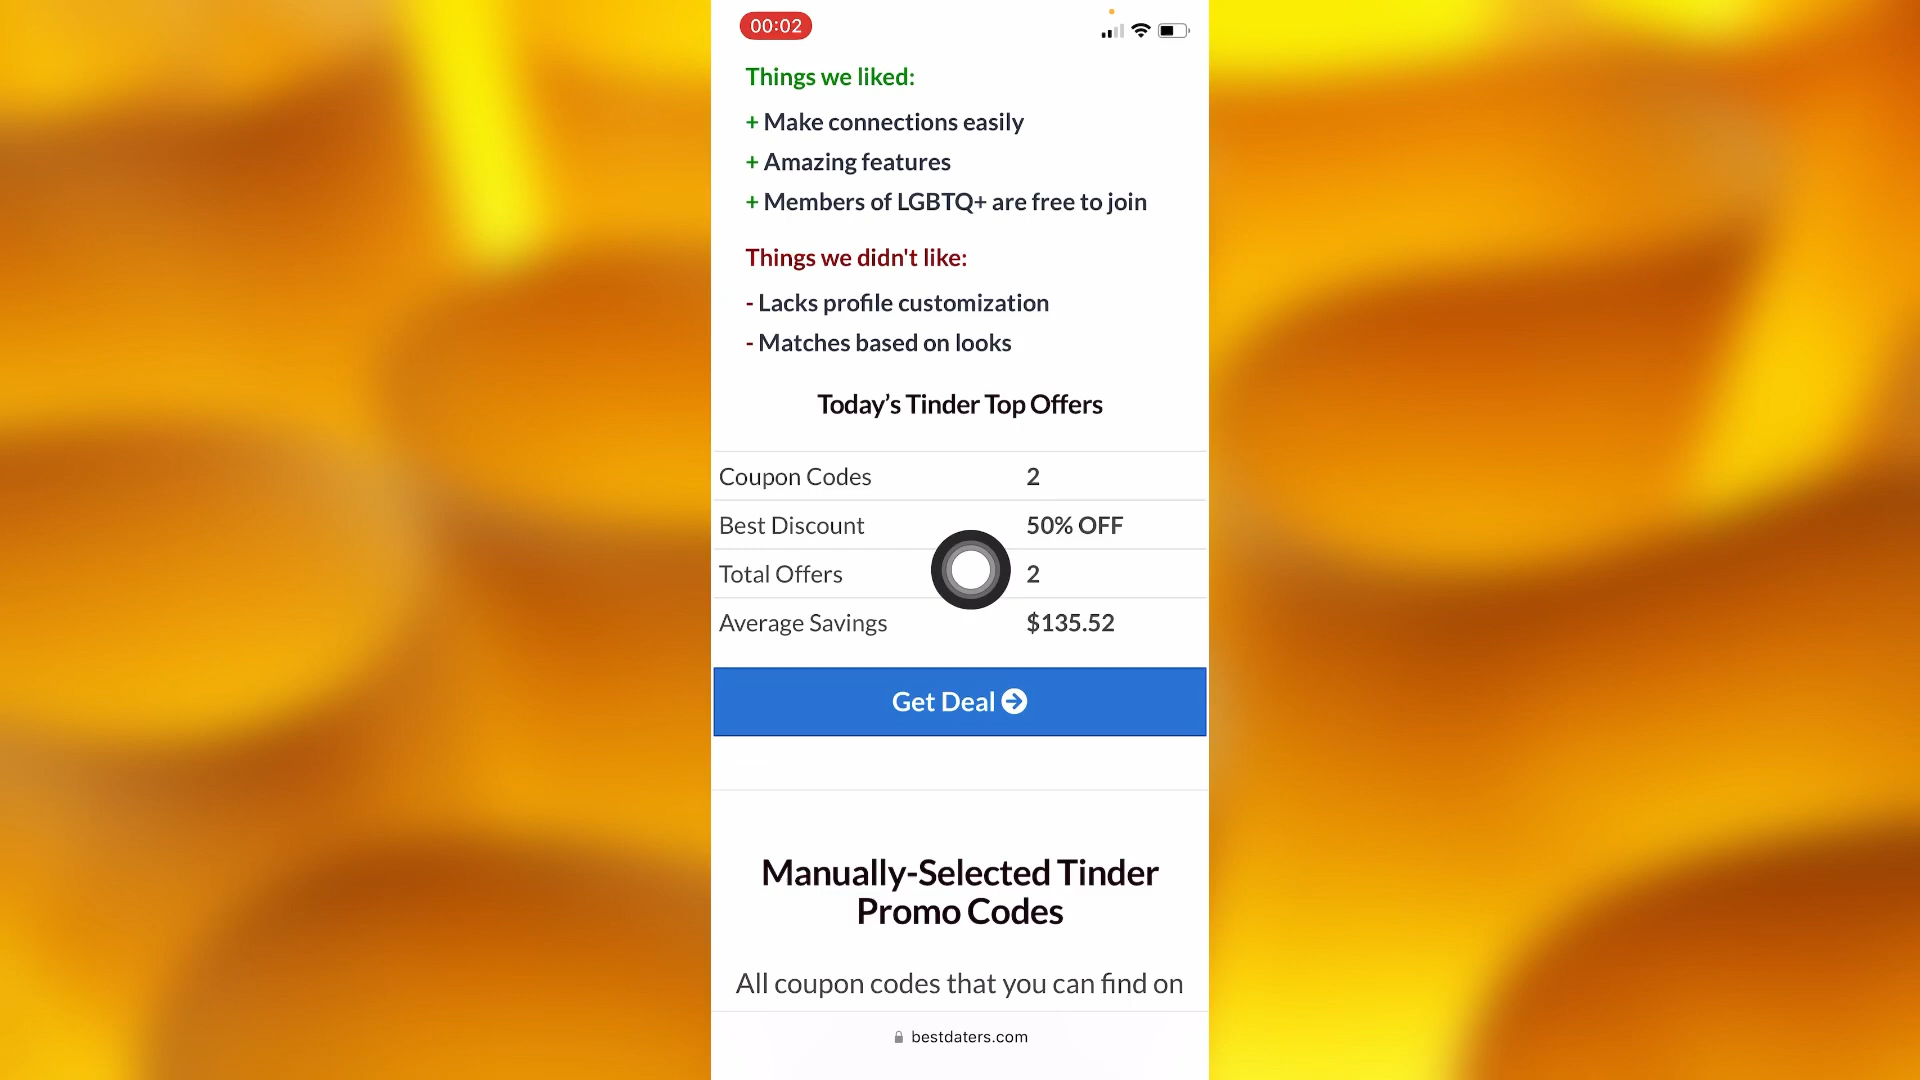 00:02
Things we liked:
+ Make connections easily
+ Amazing features
+ Members of LGBTQ+ are free to join
Things we didn't like:
- Lacks profile customization
- Matches based on looks
Today’s Tinder Top Offers
Coupon Codes 2
Best Discount 50% OFF
Total Offers 2
Average Savings $135.52
Get Deal
Manually-Selected Tinder
Promo Codes
All coupon codes that you can find on
bestdaters.com